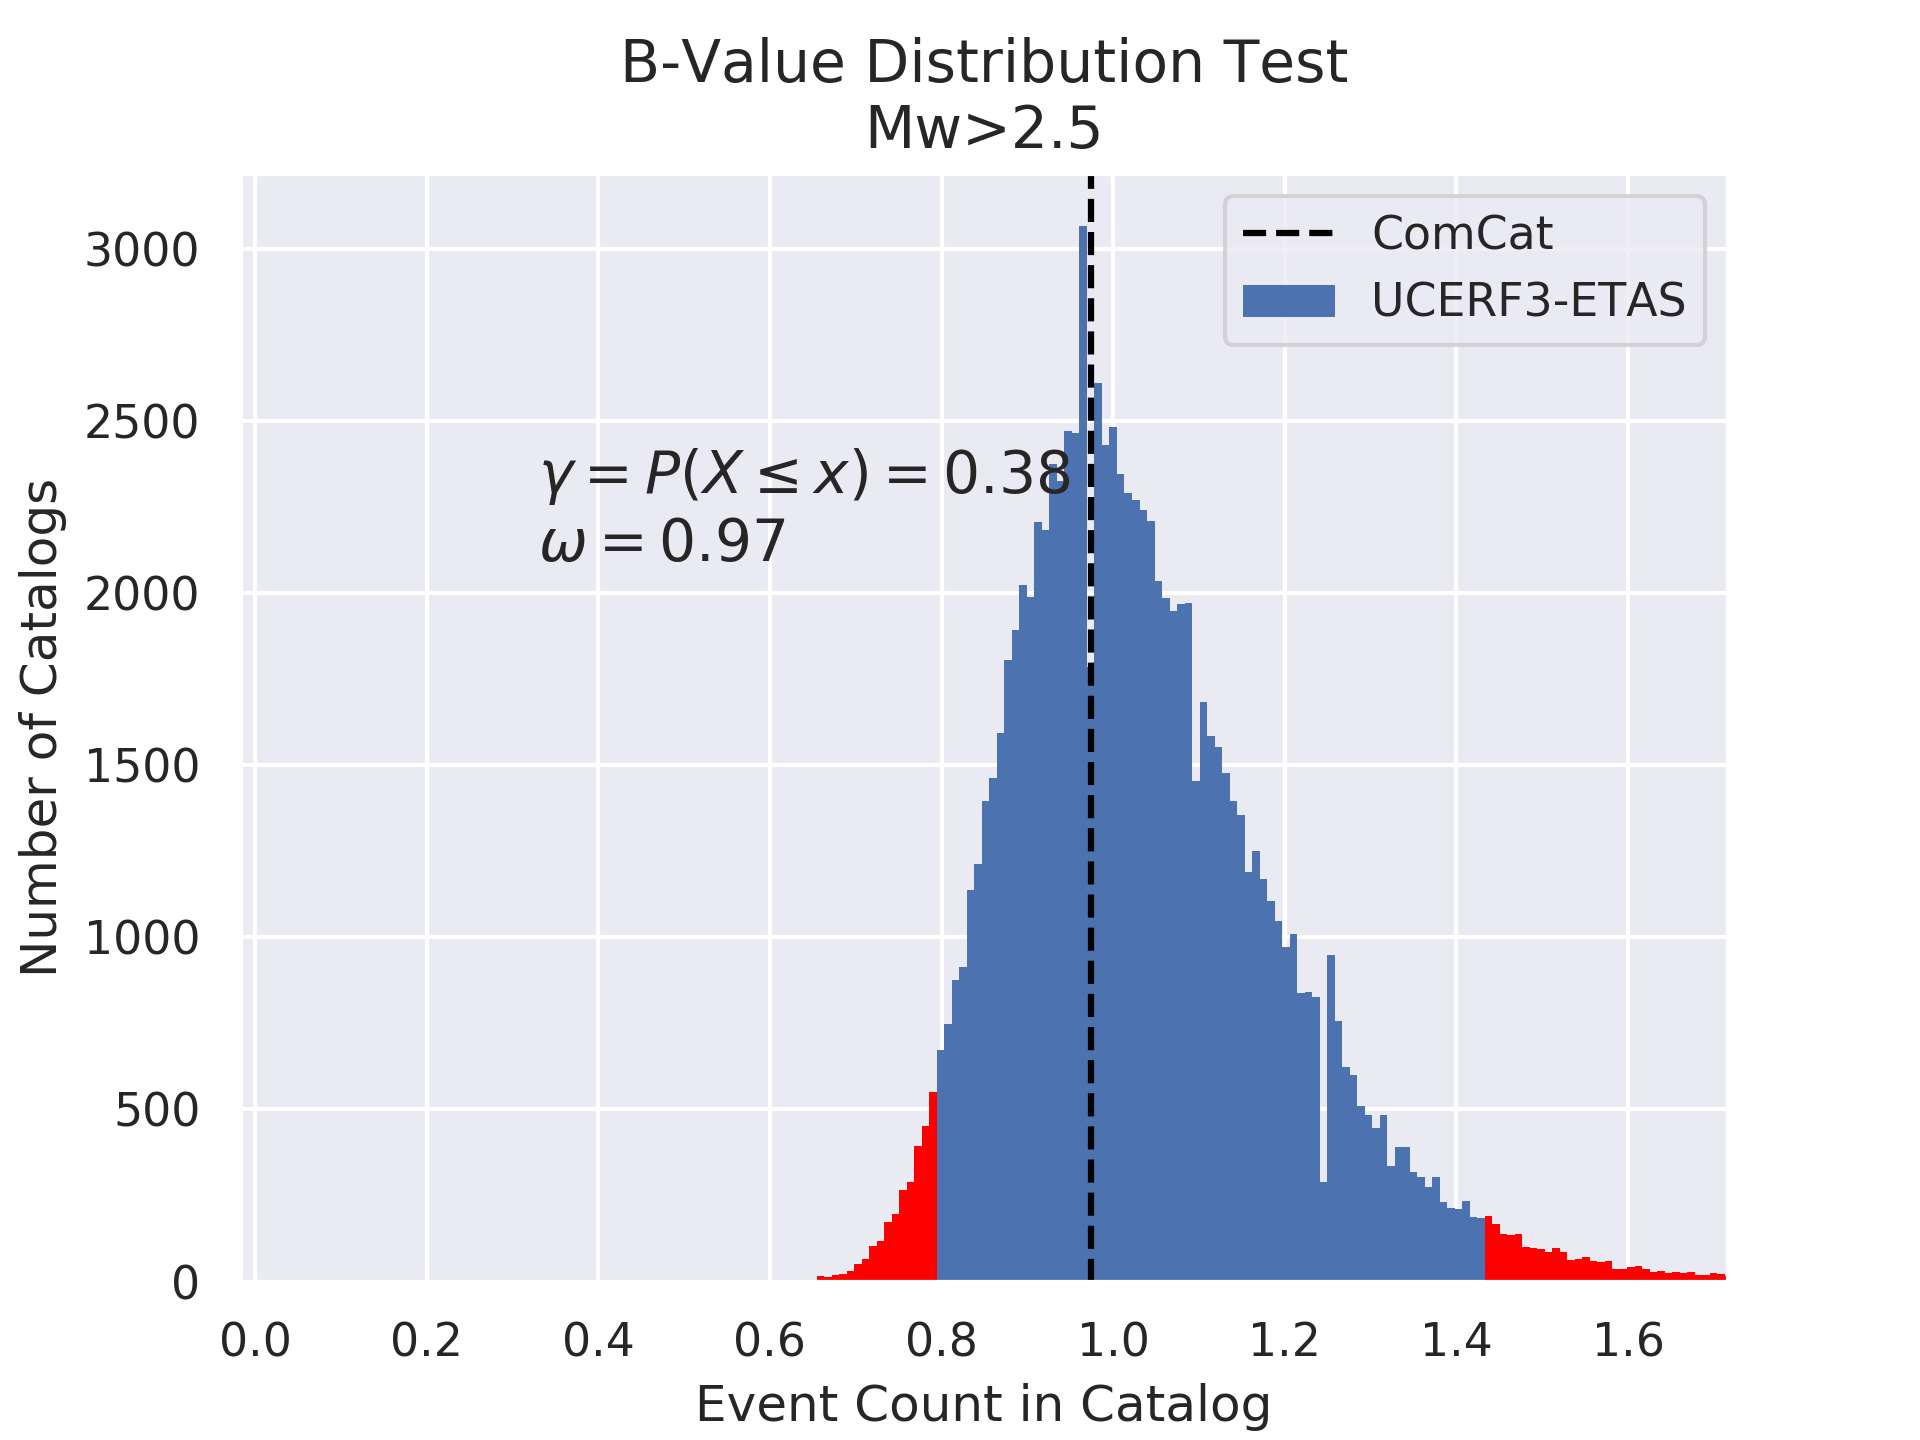 B-Value Distribution Test
Mw>2.5
ComCat
UCERF3-ETAS
γ = P(X ≤ x) = 0.38
ω = 0.97
Number of Catalogs
3000
2500
2000
1500
1000
500
0
0.0 0.2 0.4 0.6 0.8 1.0 1.2 1.4 1.6
Event Count in Catalog